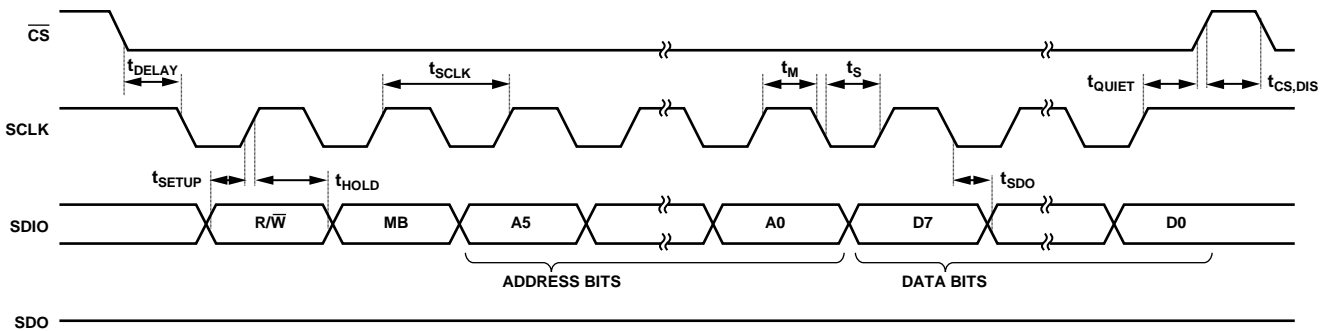 CS
tDELAY
tSCLK
tM
tS
tQUIET
tCS,DIS
SCLK
tSETUP
tHOLD
tSDO
SDIO
R/W
MB
A5
A0
D7
D0
ADDRESS BITS
DATA BITS
SDO